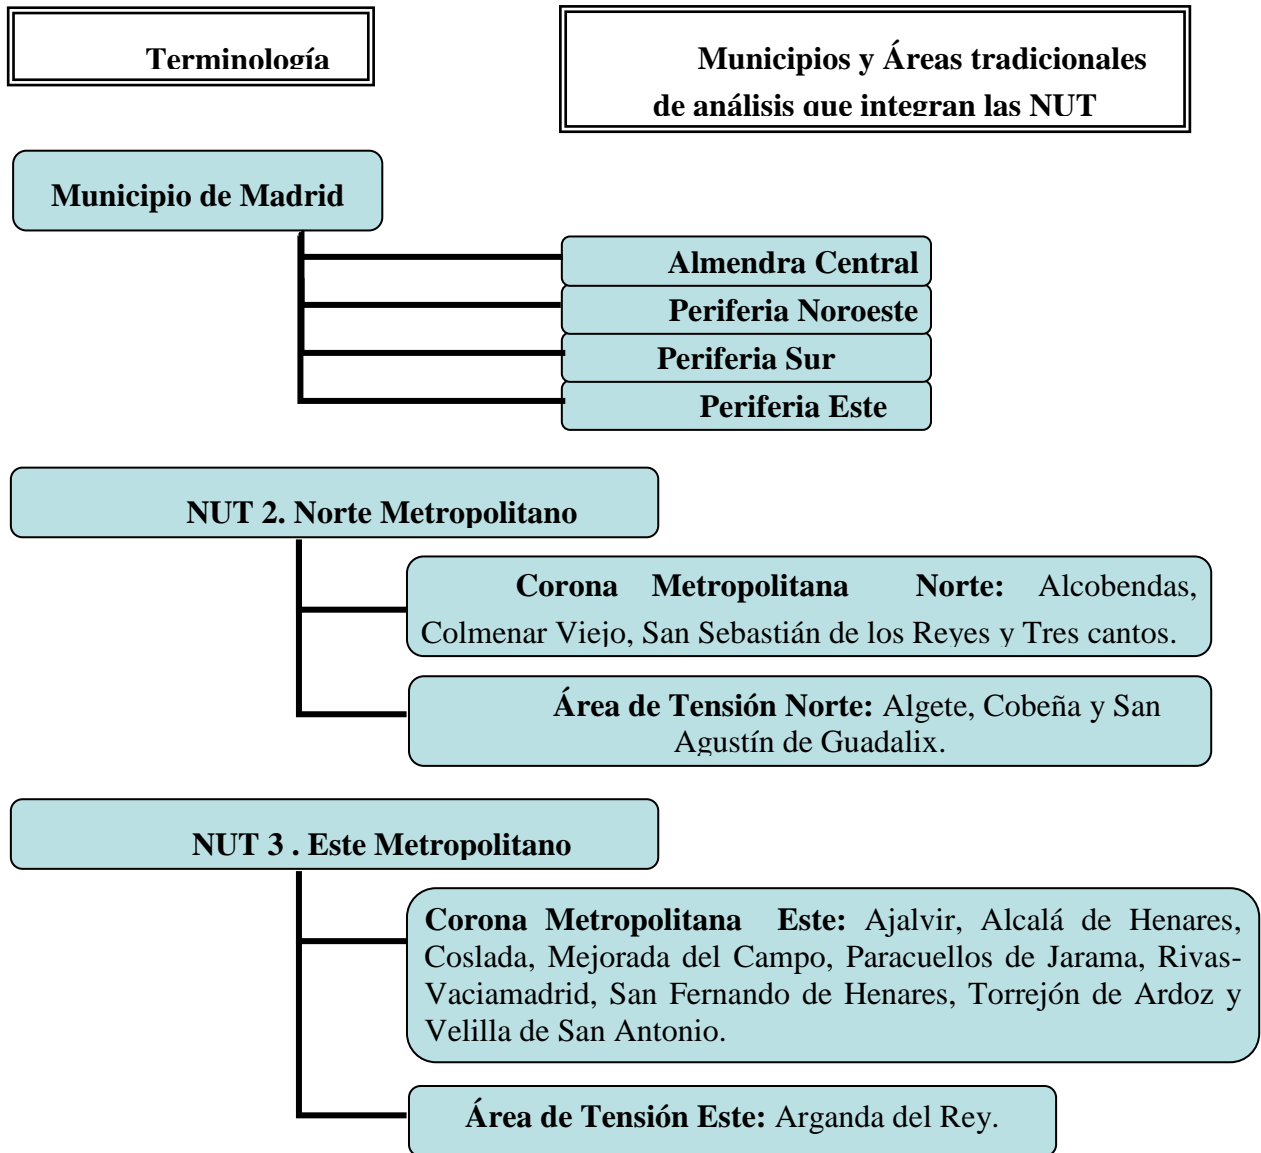 Terminología
Municipios y Áreas tradicionales
de análisis que integran las NUT
Municipio de Madrid
Almendra Central
Periferia Noroeste
Periferia Sur
Periferia Este
NUT 2. Norte Metropolitano
Corona Metropolitana Norte: Alcobendas,
Colmenar Viejo, San Sebastián de los Reyes y Tres cantos.
Área de Tensión Norte: Algete, Cobeña y San
Agustín de Guadalix.
NUT 3 . Este Metropolitano
Corona Metropolitana Este: Ajalvir, Alcalá de Henares,
Coslada, Mejorada del Campo, Paracuellos de Jarama, Rivas-
Vaciamadrid, San Fernando de Henares, Torrejón de Ardoz y
Velilla de San Antonio.
Área de Tensión Este: Arganda del Rey.